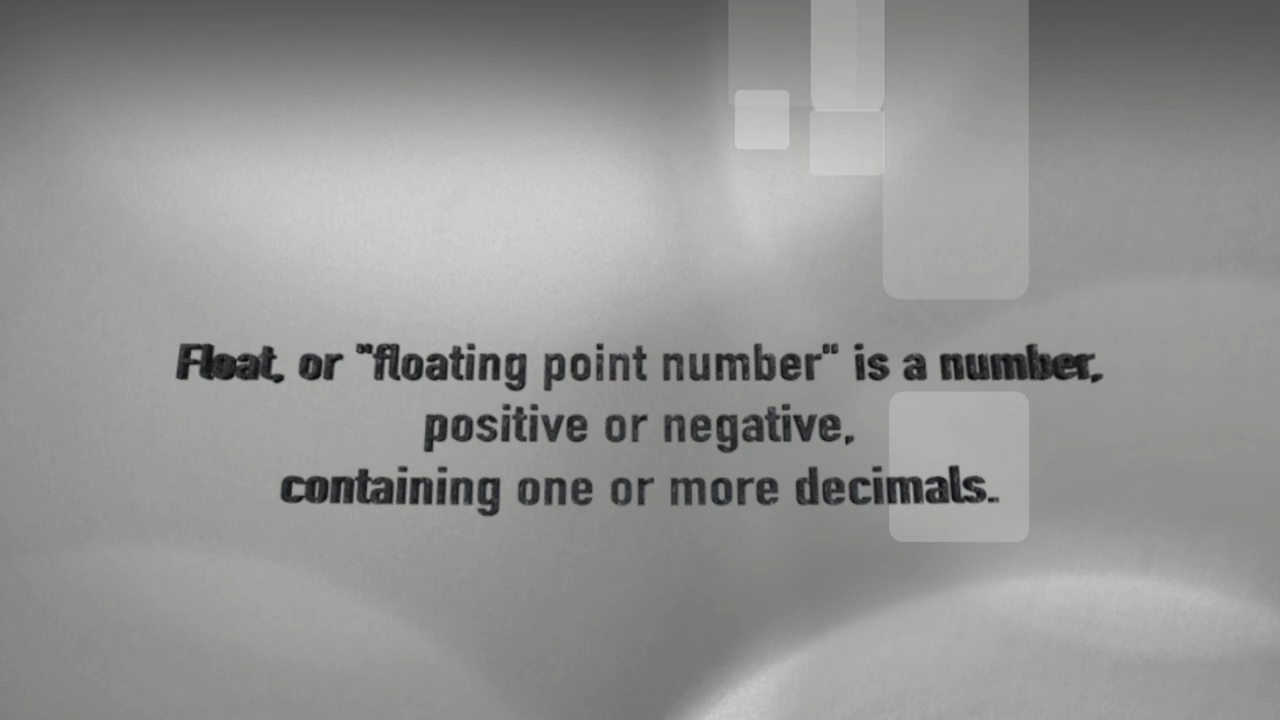 Float, or "floating point number" is a number,
positive or negative,
containing one or more decimals.